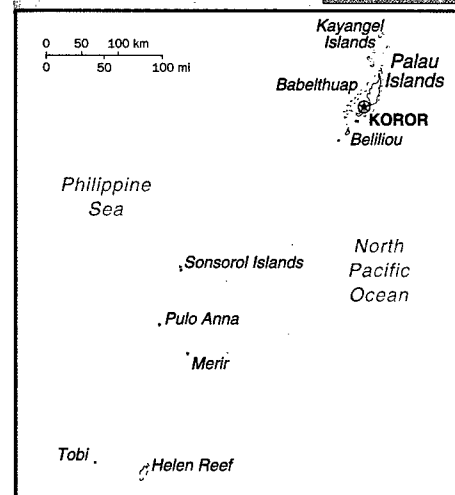 Kayangel
Islands
0 50 100 km
0 50 100 mi
Palau
Islands
Babelthuap
KOROR
Beliliou
Philippine
Sea
North
Pacific
Ocean
Sonsorol Islands
Pulo Anna
Merir
Tobi
Helen Reef